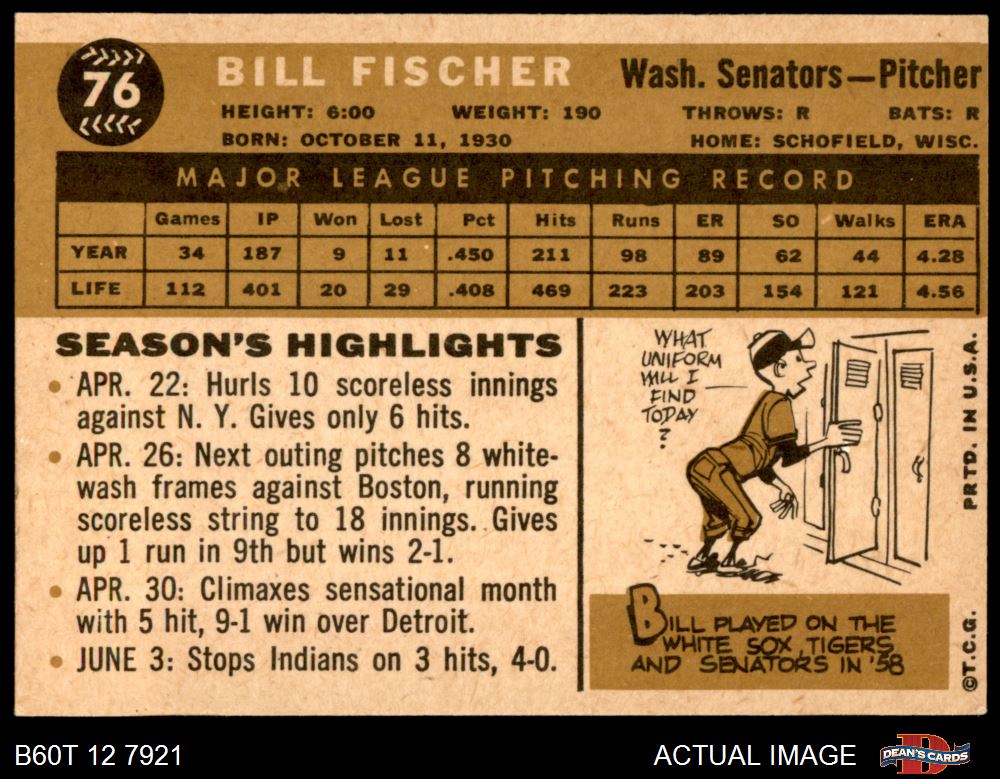 76
BILL FISCHER
Wash. Senators—Pitcher
HEIGHT: 6:00 WEIGHT: 190 THROWS: R BATS: R
BORN: OCTOBER 11, 1930 HOME: SCHOFIELD, WISC.
MAJOR LEAGUE PITCHING RECORD
Games IP Won Lost Pct Hits Runs ER SO Walks ERA
YEAR 34 187 9 11 .450 211 98 89 62 44 4.28
LIFE 112 401 20 29 .408 469 223 203 154 121 4.56
SEASON'S HIGHLIGHTS
• APR. 22: Hurls 10 scoreless innings
against N. Y. Gives only 6 hits.
• APR. 26: Next outing pitches 8 white-
wash frames against Boston, running
scoreless string to 18 innings. Gives
up 1 run in 9th but wins 2-1.
• APR. 30: Climaxes sensational month
with 5 hit, 9-1 win over Detroit.
• JUNE 3: Stops Indians on 3 hits, 4-0.
WHAT
UNIFORM
WILL I
FIND
TODAY
?
BILL PLAYED ON THE
WHITE SOX, TIGERS
AND SENATORS IN '58
PRTD. IN U.S.A.
©T.C.G.
B60T 12 7921
ACTUAL IMAGE
D
DEAN'S CARDS